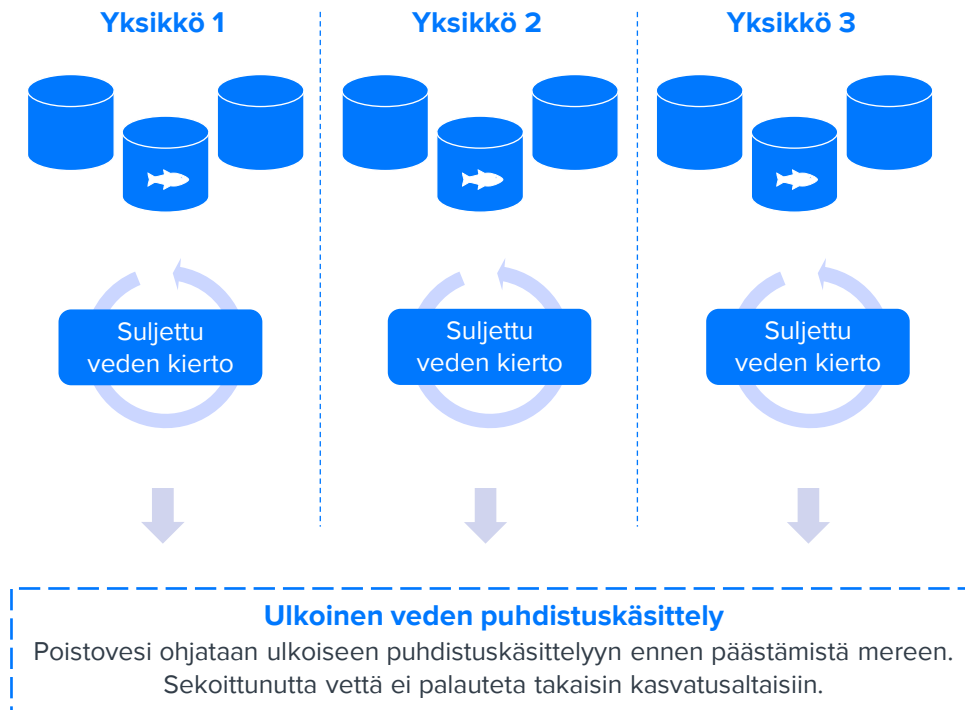 Yksikkö 1
Yksikkö 2
Yksikkö 3
Suljettu
veden kierto
Suljettu
veden kierto
Suljettu
veden kierto
Ulkoinen veden puhdistuskäsittely
Poistovesi ohjataan ulkoiseen puhdistuskäsittelyyn ennen päästämistä mereen.
Sekoittunutta vettä ei palauteta takaisin kasvatusaltaisiin.